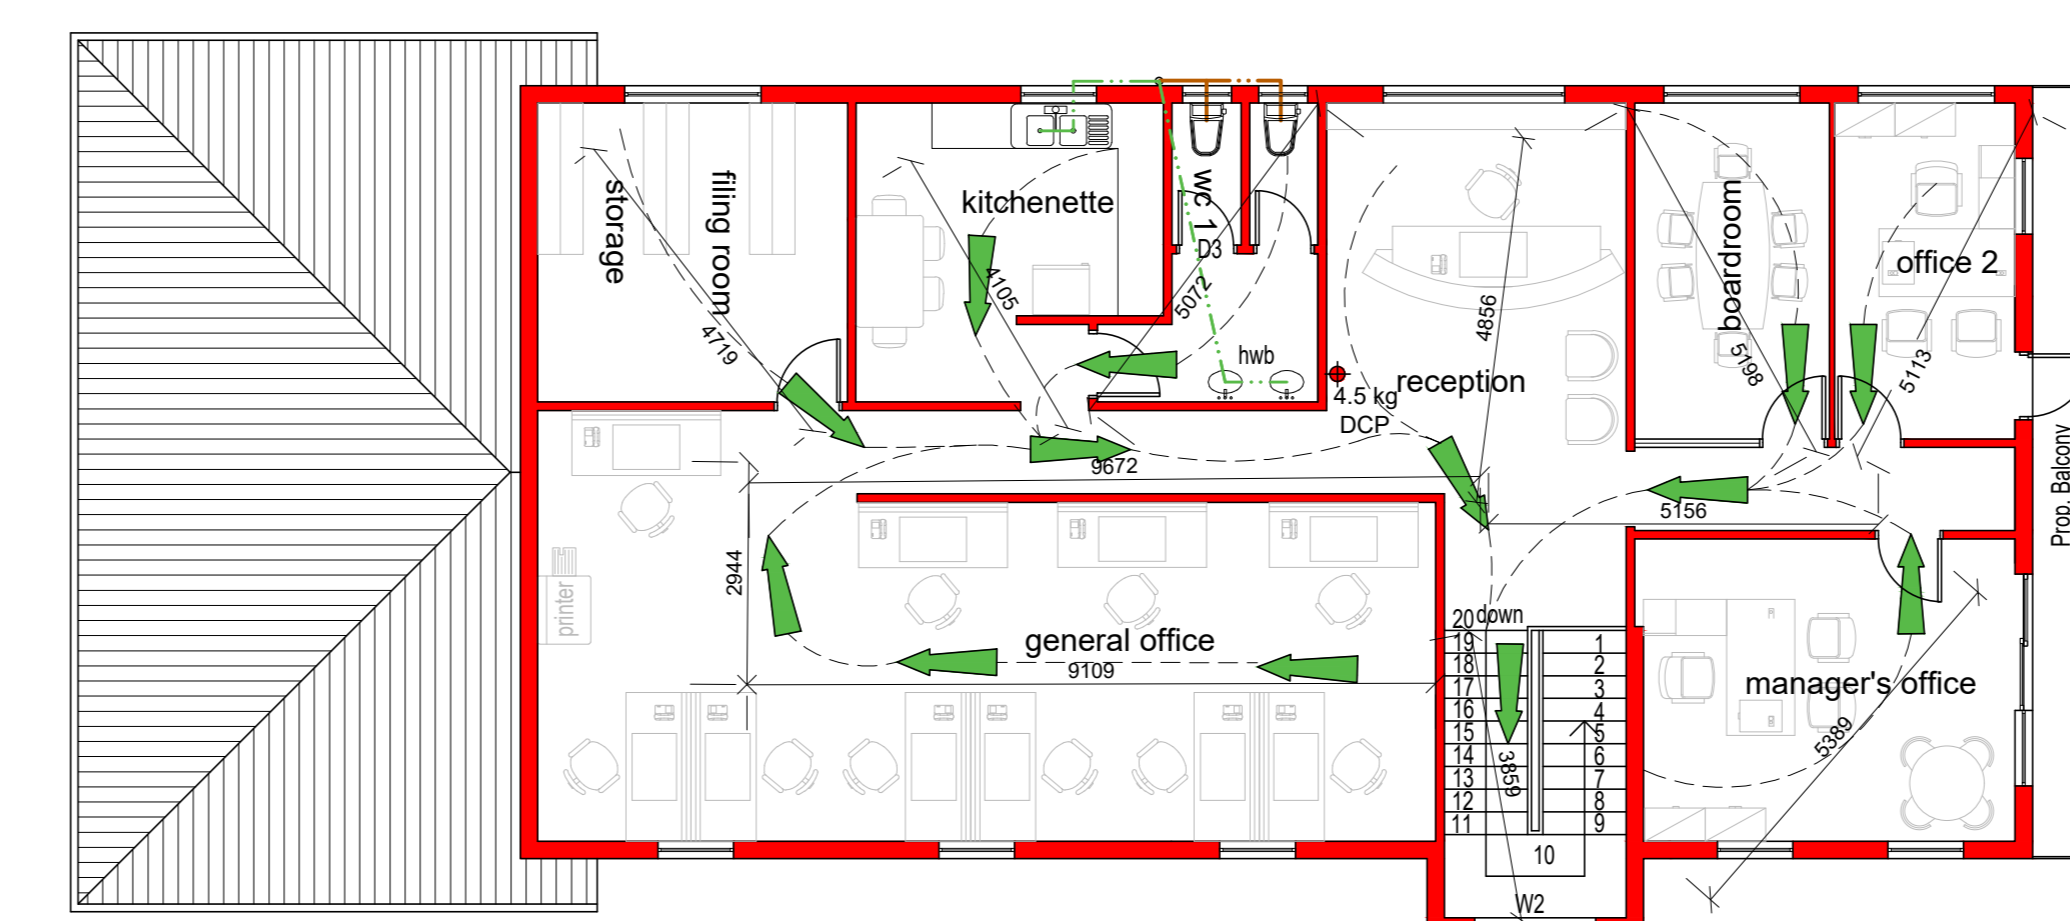 storage
filing room
4719
kitchenette
4105
wc 1
D3
5072
hwb
4856
reception
4.5 kg
DCP
boardroom
5198
office 2
5113
Prop. Balcony
9672
5156
2944
printer
general office
9109
20
down
19
18
17
16
15
14
13
12
11
1
2
3
4
5
6
7
8
9
10
3859
W2
manager's office
5389